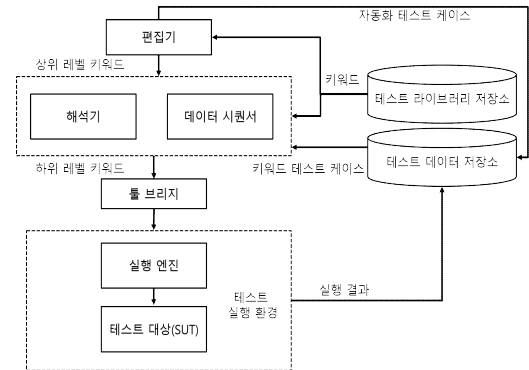 자동화 테스트 케이스
편집기
상위 레벨 키워드
키워드
테스트 라이브러리 저장소
해석기
데이터 시퀀서
하위 레벨 키워드
키워드 테스트 케이스
테스트 데이터 저장소
툴 브리지
실행 엔진
테스트
실행 환경
실행 결과
테스트 대상(SUT)